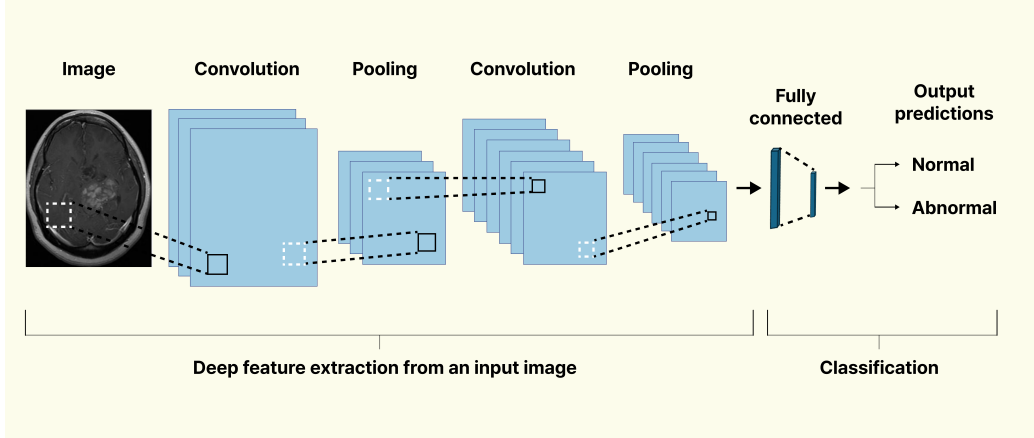 Image
Convolution
Pooling
Convolution
Pooling
Fully
connected
Output
predictions
Normal
Abnormal
Deep feature extraction from an input image
Classification